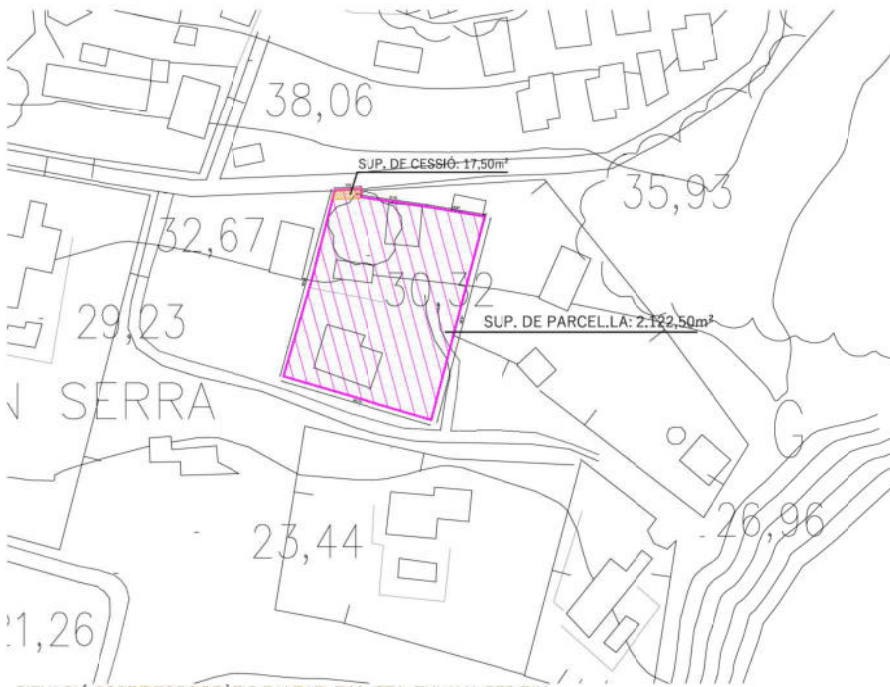 38,06
SUP. DE CESSIÓ: 17,50m²
35,93
32,67
30,32
29,23
SUP. DE PARCEL.LA: 2.122,50m²
N SERRA
G
26,96
23,44
21,26